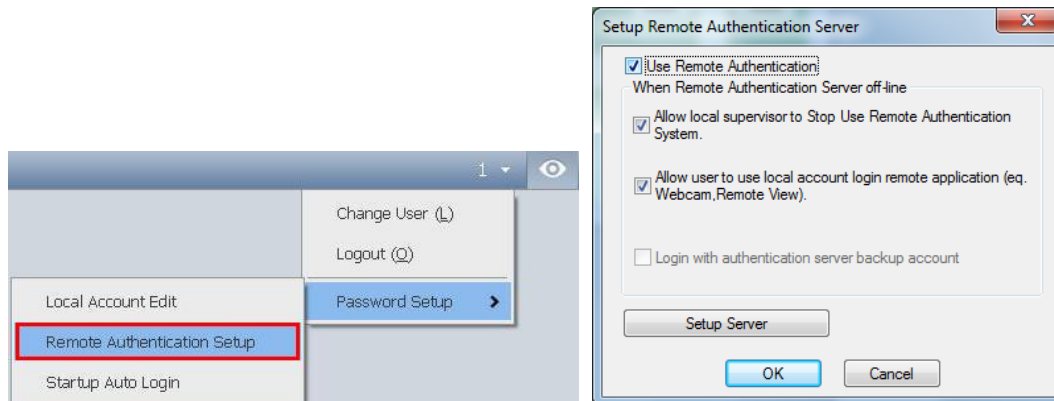 1
Change User (L)
Logout (O)
Password Setup
Local Account Edit
Remote Authentication Setup
Startup Auto Login
Setup Remote Authentication Server
Use Remote Authentication
When Remote Authentication Server off-line
Allow local supervisor to Stop Use Remote Authentication
System.
Allow user to use local account login remote application (eq.
Webcam,Remote View).
Login with authentication server backup account
Setup Server
OK
Cancel